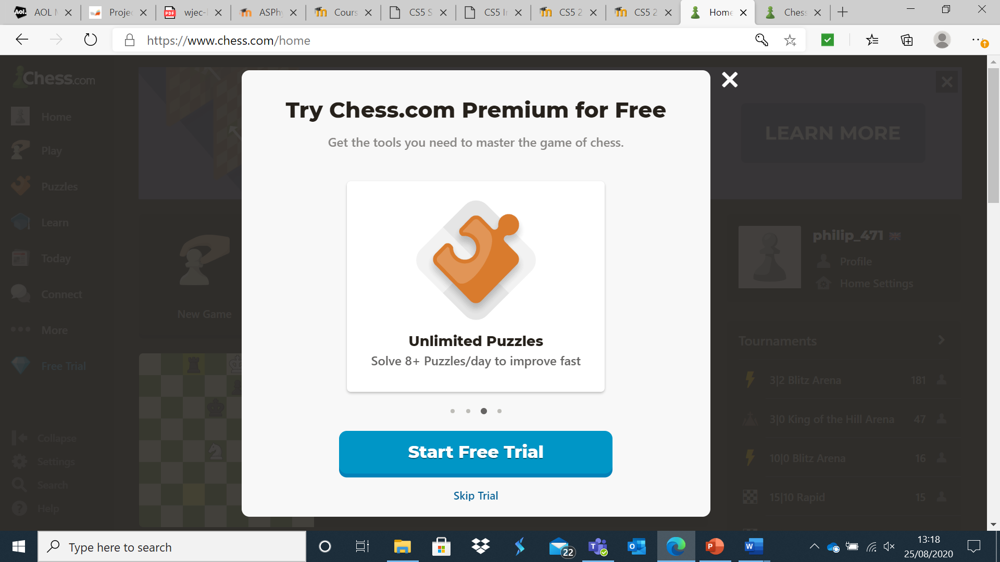 AOL
Projec
wjec-
ASPhy
Cours
CS5 S
CS5 I
CS5 2
CS5 2
Home
Chess
https://www.chess.com/home
Chess.com
Home
Play
Puzzles
Learn
Today
Connect
More
Free Trial
Collapse
Settings
Search
Help
New Game
Try Chess.com Premium for Free
Get the tools you need to master the game of chess.
Unlimited Puzzles
Solve 8+ Puzzles/day to improve fast
Start Free Trial
Skip Trial
LEARN MORE
philip_471
Profile
Home Settings
Tournaments
3|2 Blitz Arena 181
3|0 King of the Hill Arena 47
10|0 Blitz Arena 16
15|10 Rapid 15
Type here to search
22
13:18
25/08/2020